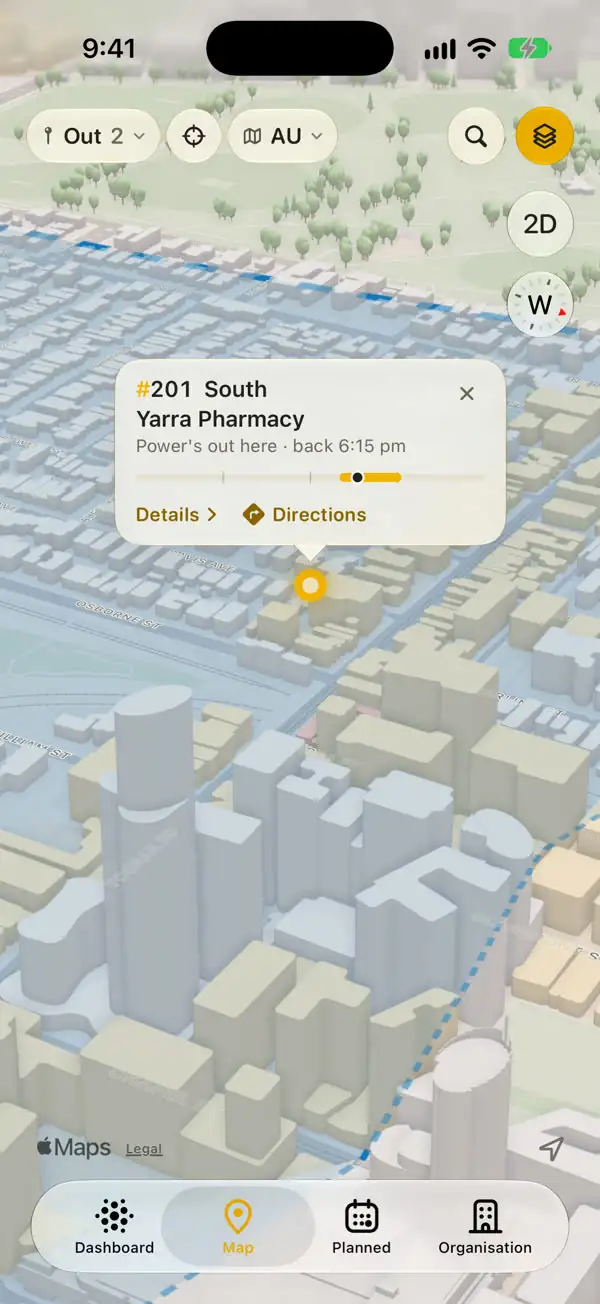 9:41
Out 2
AU
2D
W
#201 South
Yarra Pharmacy
Power's out here · back 6:15 pm
Details
Directions
OSBORNE ST
Maps
Legal
Dashboard
Map
Planned
Organisation